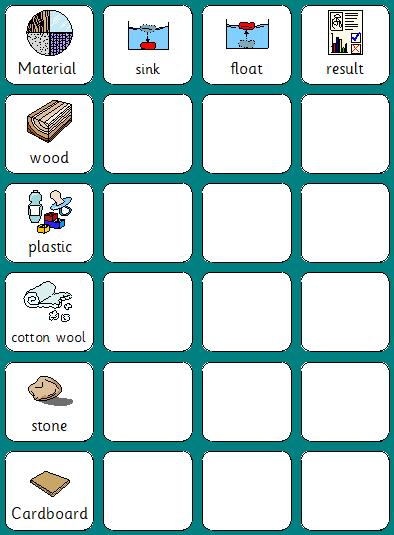 Material sink float result
wood
plastic
cotton wool
stone
Cardboard